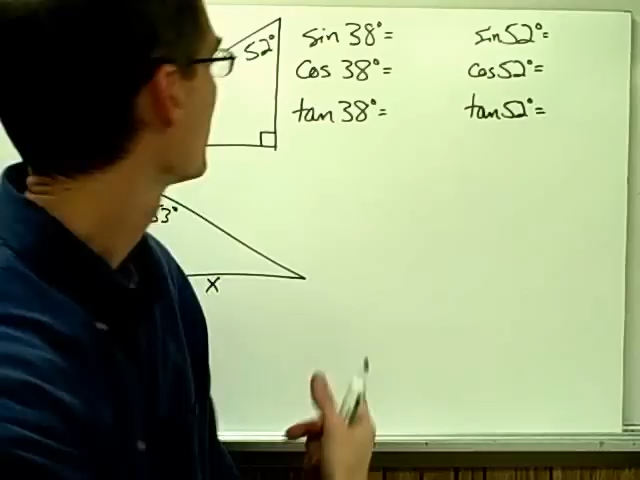 52°
sin 38°= sin 52°=
cos 38°= cos 52°=
tan 38°= tan 52°=
x